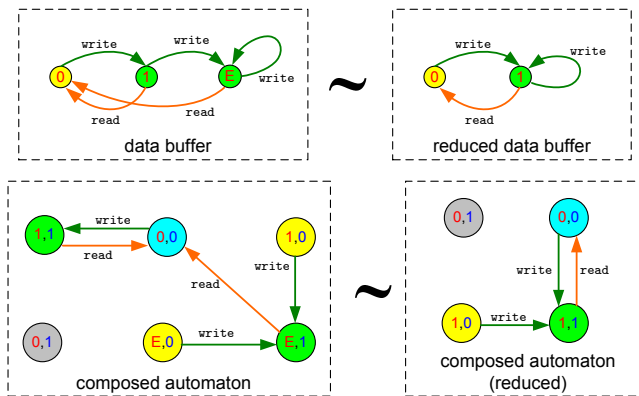 write
write
0
1
E
write
read
read
data buffer
~
write
0
1
write
read
reduced data buffer
1,1
write
0,0
1,0
read
write
read
0,1
E,0
write
E,1
composed automaton
~
0,1
0,0
write
read
1,0
write
1,1
composed automaton
(reduced)